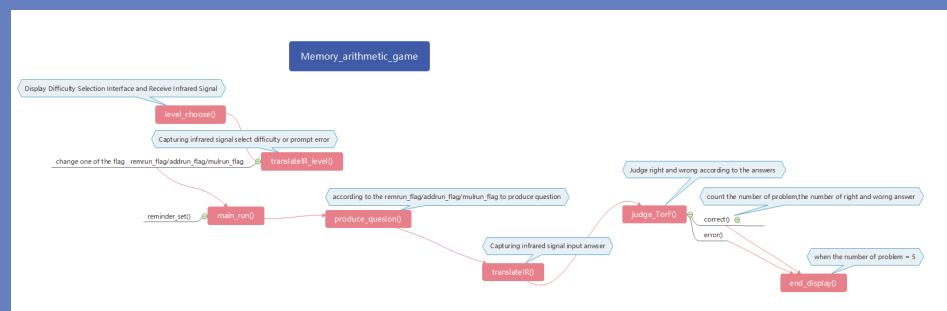 Memory_arithmetic_game
Display Difficulty Selection Interface and Receive Infrared Signal
level_choose()
Capturing infrared signal select difficulty or prompt error
change one of the flag remrun_flag/addrun_flag/mulrun_flag
translateIR_level()
Judge right and wrong according to the answers
according to the remrun_flag/addrun_flag/mulrun_flag to produce question
count the number of problem,the number of right and worng answer
reminder_set()
main_run()
produce_quesion()
judge_TorF()
correct()
error()
Capturing infrared signal input anwser
when the number of problem = 5
translateIR()
end_display()